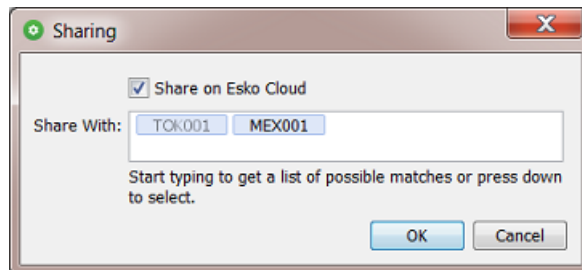 Sharing
Share on Esko Cloud
Share With: TOK001 MEX001
Start typing to get a list of possible matches or press down
to select.
OK Cancel